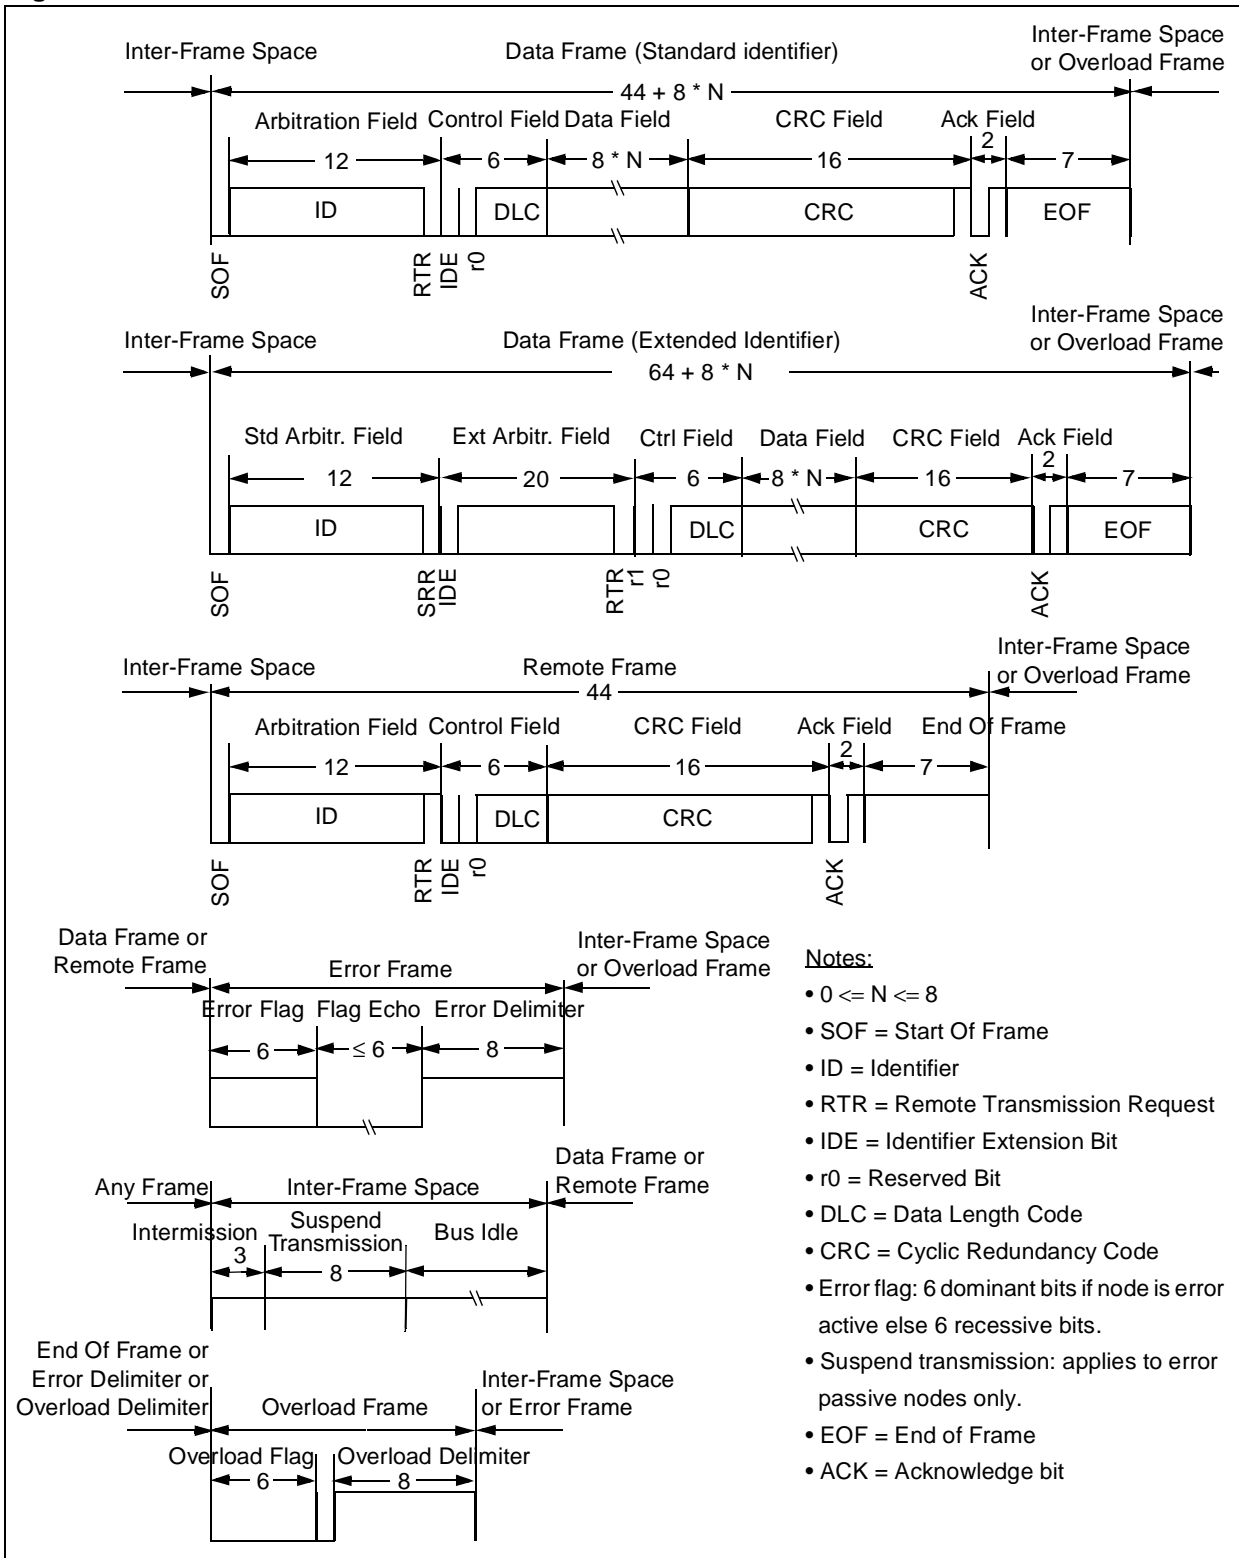 Inter-Frame Space
Data Frame (Standard identifier)
Inter-Frame Space
or Overload Frame
44 + 8 * N
Arbitration Field
Control Field
Data Field
CRC Field
Ack Field
2
12
6
8 * N
16
7
ID
DLC
CRC
EOF
SOF
RTR
IDE
r0
ACK
Inter-Frame Space
Data Frame (Extended Identifier)
Inter-Frame Space
or Overload Frame
64 + 8 * N
Std Arbitr. Field
Ext Arbitr. Field
Ctrl Field
Data Field
CRC Field
Ack Field
2
12
20
6
8 * N
16
7
ID
DLC
CRC
EOF
SOF
SRR
IDE
RTR
r1
r0
ACK
Inter-Frame Space
Remote Frame
Inter-Frame Space
or Overload Frame
44
Arbitration Field
Control Field
CRC Field
Ack Field
End Of Frame
2
12
6
16
7
ID
DLC
CRC
SOF
RTR
IDE
r0
ACK
Data Frame or
Remote Frame
Error Frame
Inter-Frame Space
or Overload Frame
Error Flag
Flag Echo
Error Delimiter
6
≤ 6
8
Any Frame
Inter-Frame Space
Data Frame or
Remote Frame
Intermission
Suspend
Transmission
Bus Idle
3
8
End Of Frame or
Error Delimiter or
Overload Delimiter
Overload Frame
Inter-Frame Space
or Error Frame
Overload Flag
Overload Delimiter
6
8
Notes:
• 0 <= N <= 8
• SOF = Start Of Frame
• ID = Identifier
• RTR = Remote Transmission Request
• IDE = Identifier Extension Bit
• r0 = Reserved Bit
• DLC = Data Length Code
• CRC = Cyclic Redundancy Code
• Error flag: 6 dominant bits if node is error
active else 6 recessive bits.
• Suspend transmission: applies to error
passive nodes only.
• EOF = End of Frame
• ACK = Acknowledge bit